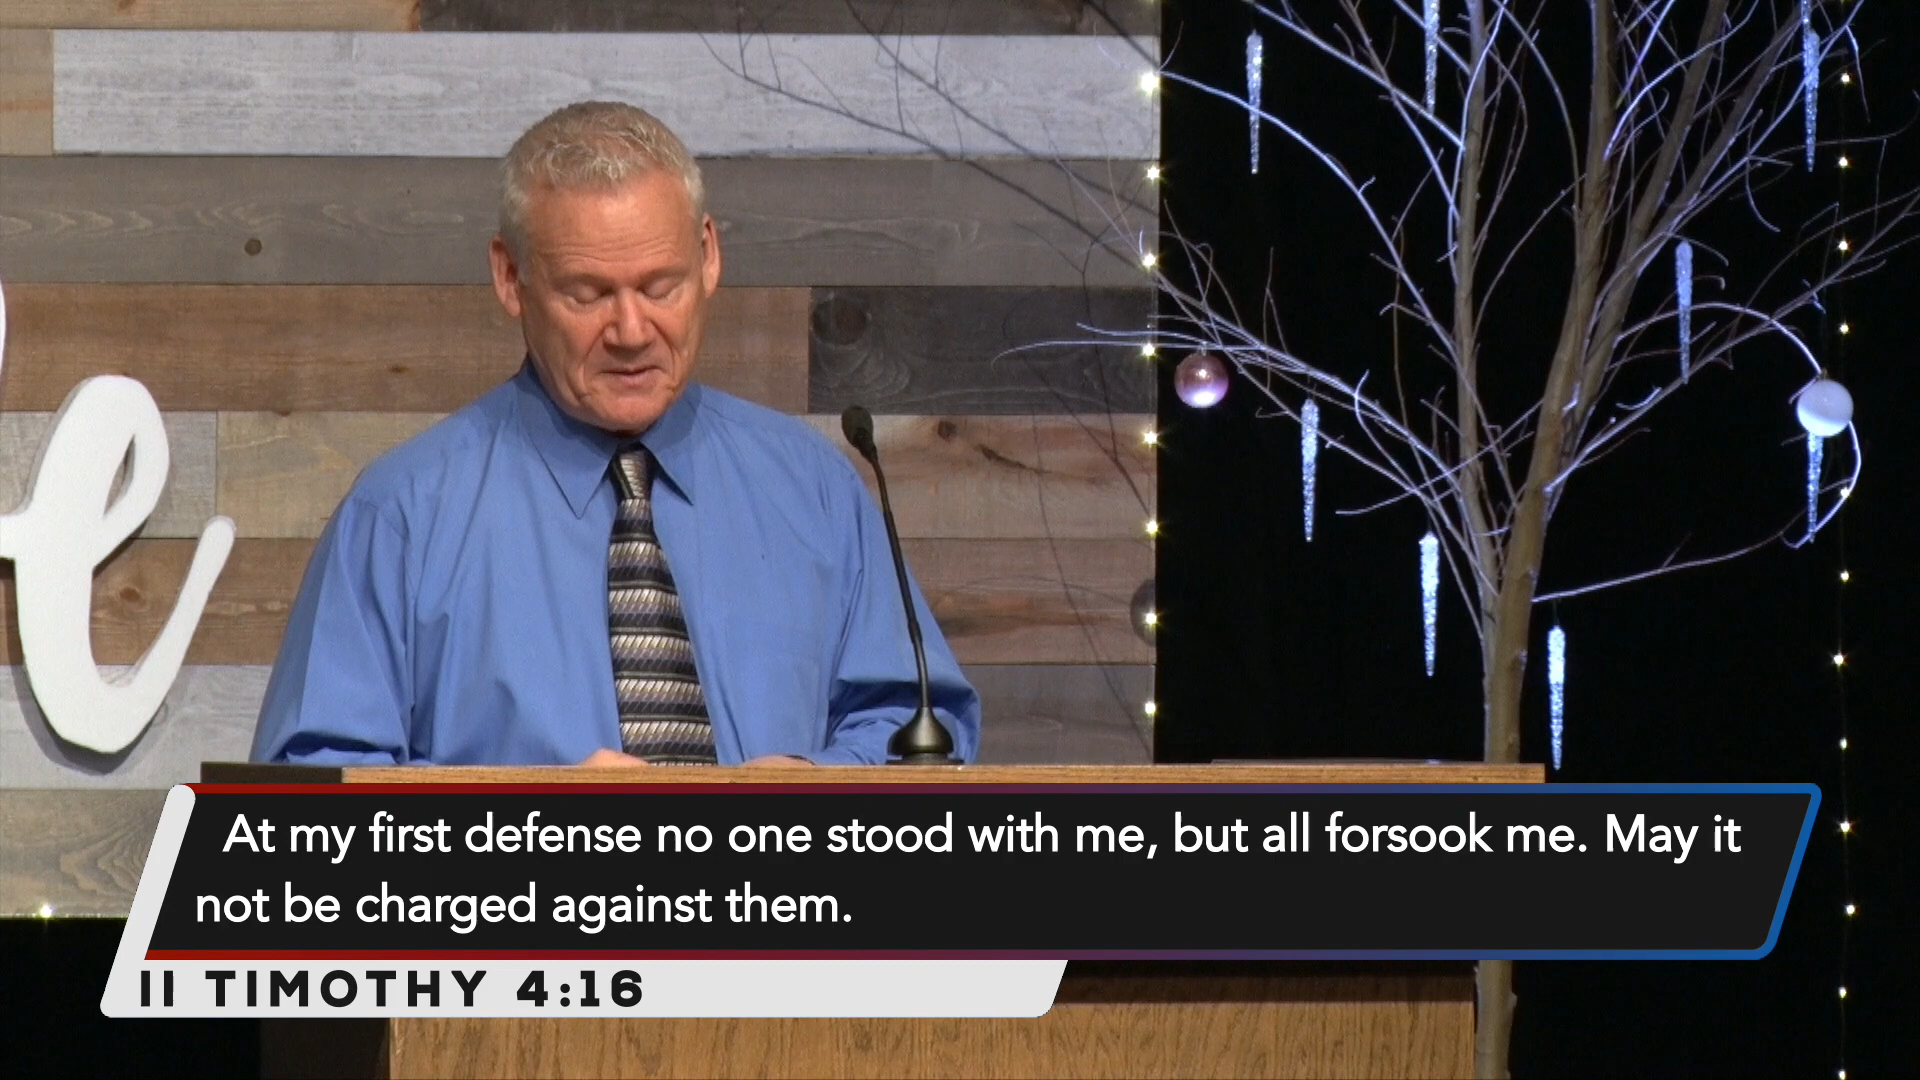 e
At my first defense no one stood with me, but all forsook me. May it
not be charged against them.
II TIMOTHY 4:16